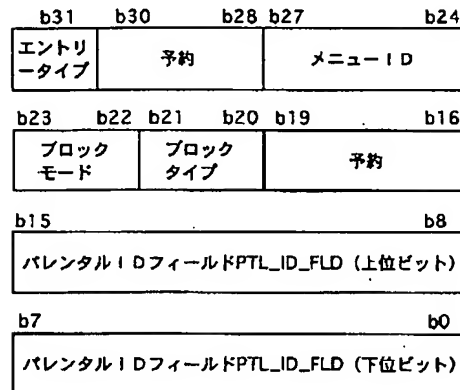 b31 b30 b28 b27 b24
エントリ
ータイプ
予約
メニューID
b23 b22 b21 b20 b19 b16
ブロック
モード
ブロック
タイプ
予約
b15 b8
パレンタルIDフィールドPTL_ID_FLD (上位ビット)
b7 b0
パレンタルIDフィールドPTL_ID_FLD (下位ビット)